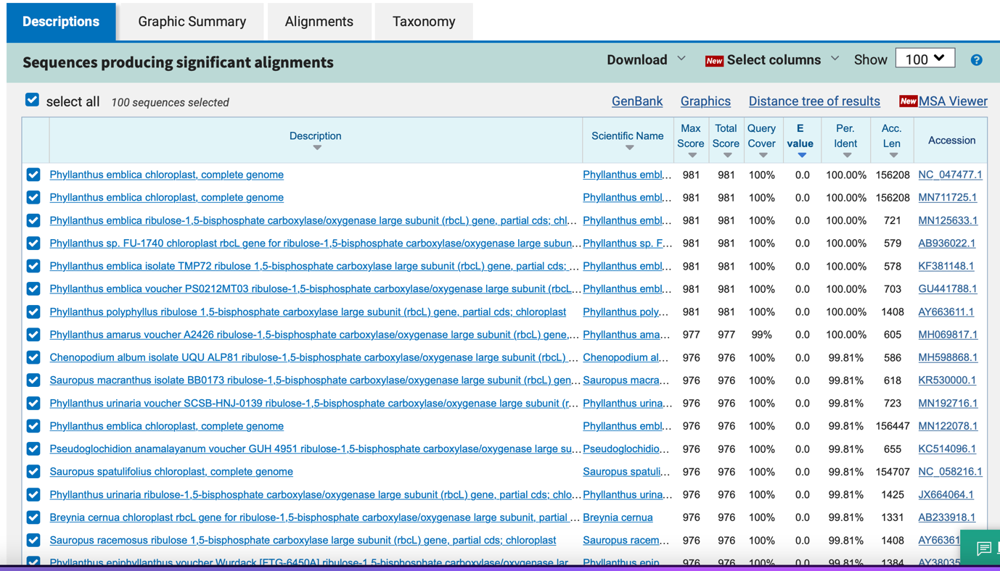 Descriptions Graphic Summary Alignments Taxonomy
Sequences producing significant alignments Download New Select columns Show 100 ?
select all 100 sequences selected GenBank Graphics Distance tree of results New MSA Viewer
Description Scientific Name Max Score Total Score Query Cover E value Per. Ident Acc. Len Accession
Phyllanthus emblica chloroplast, complete genome Phyllanthus embl... 981 981 100% 0.0 100.00% 156208 NC_047477.1
Phyllanthus emblica chloroplast, complete genome Phyllanthus embl... 981 981 100% 0.0 100.00% 156208 MN711725.1
Phyllanthus emblica ribulose-1,5-bisphosphate carboxylase/oxygenase large subunit (rbcL) gene, partial cds; chl... Phyllanthus embl... 981 981 100% 0.0 100.00% 721 MN125633.1
Phyllanthus sp. FU-1740 chloroplast rbcL gene for ribulose-1,5-bisphosphate carboxylase/oxygenase large subun... Phyllanthus sp. F... 981 981 100% 0.0 100.00% 579 AB936022.1
Phyllanthus emblica isolate TMP72 ribulose 1,5-bisphosphate carboxylase large subunit (rbcL) gene, partial cds; ... Phyllanthus embl... 981 981 100% 0.0 100.00% 578 KF381148.1
Phyllanthus emblica voucher PS0212MT03 ribulose-1,5-bisphosphate carboxylase/oxygenase large subunit (rbcL... Phyllanthus embl... 981 981 100% 0.0 100.00% 703 GU441788.1
Phyllanthus polyphyllus ribulose 1,5-bisphosphate carboxylase large subunit (rbcL) gene, partial cds; chloroplast Phyllanthus poly... 981 981 100% 0.0 100.00% 1408 AY663611.1
Phyllanthus amarus voucher A2426 ribulose-1,5-bisphosphate carboxylase/oxygenase large subunit (rbcL) gene,... Phyllanthus ama... 977 977 99% 0.0 100.00% 605 MH069817.1
Chenopodium album isolate UQU ALP81 ribulose-1,5-bisphosphate carboxylase/oxygenase large subunit (rbcL) ... Chenopodium al... 976 976 100% 0.0 99.81% 586 MH598868.1
Sauropus macranthus isolate BB0173 ribulose-1,5-bisphosphate carboxylase/oxygenase large subunit (rbcL) gen... Sauropus macra... 976 976 100% 0.0 99.81% 618 KR530000.1
Phyllanthus urinaria voucher SCSB-HNJ-0139 ribulose-1,5-bisphosphate carboxylase/oxygenase large subunit (r... Phyllanthus urina... 976 976 100% 0.0 99.81% 723 MN192716.1
Phyllanthus emblica chloroplast, complete genome Phyllanthus embl... 976 976 100% 0.0 99.81% 156447 MN122078.1
Pseudoglochidion anamalayanum voucher GUH 4951 ribulose-1,5-bisphosphate carboxylase/oxygenase large su... Pseudoglochidio... 976 976 100% 0.0 99.81% 655 KC514096.1
Sauropus spatulifolius chloroplast, complete genome Sauropus spatuli... 976 976 100% 0.0 99.81% 154707 NC_058216.1
Phyllanthus urinaria ribulose-1,5-bisphosphate carboxylase/oxygenase large subunit (rbcL) gene, partial cds; chlo... Phyllanthus urina... 976 976 100% 0.0 99.81% 1425 JX664064.1
Breynia cernua chloroplast rbcL gene for ribulose-1,5-bisphosphate carboxylase/oxygenase large subunit, partial ... Breynia cernua 976 976 100% 0.0 99.81% 1331 AB233918.1
Sauropus racemosus ribulose 1,5-bisphosphate carboxylase large subunit (rbcL) gene, partial cds; chloroplast Sauropus racem... 976 976 100% 0.0 99.81% 1408 AY66361
Phyllanthus epiphyllanthus voucher Wurdack [FTG-6450A] ribulose-1,5-bisphosphate carboxylase/oxygenase lar... Phyllanthus epip... 976 976 100% 0.0 99.81% 1384 AY38035